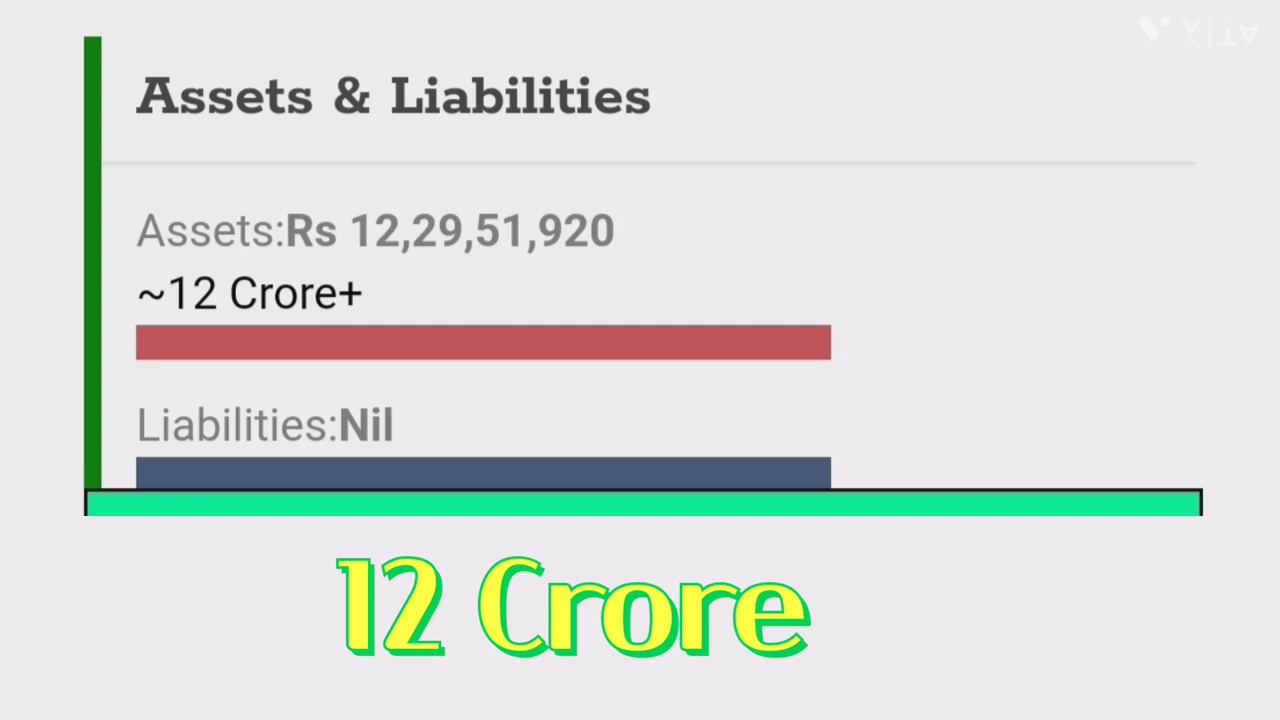 Assets & Liabilities
Assets:Rs 12,29,51,920
~12 Crore+
Liabilities:Nil
12 Crore